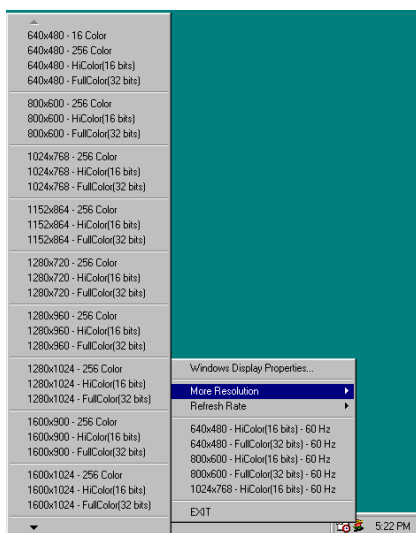 640x480 - 16 Color
640x480 - 256 Color
640x480 - HiColor(16 bits)
640x480 - FullColor(32 bits)
800x600 - 256 Color
800x600 - HiColor(16 bits)
800x600 - FullColor(32 bits)
1024x768 - 256 Color
1024x768 - HiColor(16 bits)
1024x768 - FullColor(32 bits)
1152x864 - 256 Color
1152x864 - HiColor(16 bits)
1152x864 - FullColor(32 bits)
1280x720 - 256 Color
1280x720 - HiColor(16 bits)
1280x720 - FullColor(32 bits)
1280x960 - 256 Color
1280x960 - HiColor(16 bits)
1280x960 - FullColor(32 bits)
1280x1024 - 256 Color
1280x1024 - HiColor(16 bits)
1280x1024 - FullColor(32 bits)
1600x900 - 256 Color
1600x900 - HiColor(16 bits)
1600x900 - FullColor(32 bits)
1600x1024 - 256 Color
1600x1024 - HiColor(16 bits)
1600x1024 - FullColor(32 bits)
Windows Display Properties...
More Resolution
Refresh Rate
640x480 - HiColor(16 bits) - 60 Hz
640x480 - FullColor(32 bits) - 60 Hz
800x600 - HiColor(16 bits) - 60 Hz
800x600 - FullColor(32 bits) - 60 Hz
1024x768 - HiColor(16 bits) - 60 Hz
EXIT
5:22 PM